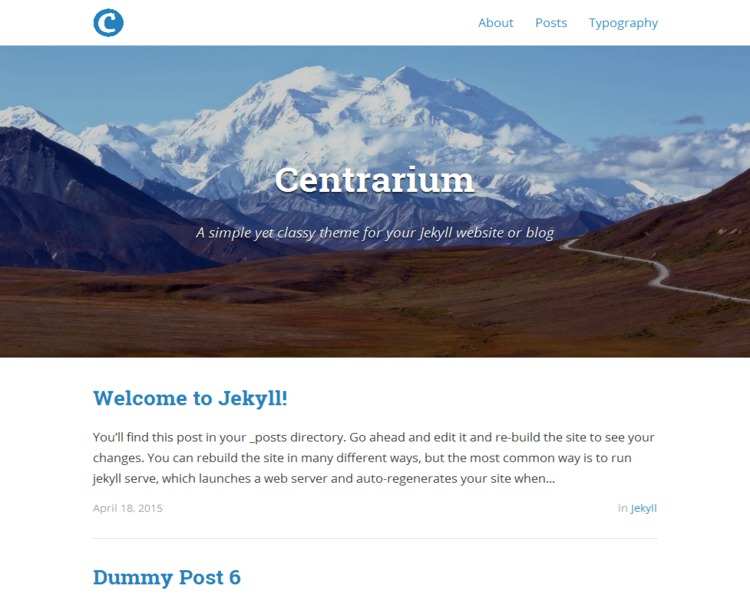 C
About Posts Typography
Centrarium
A simple yet classy theme for your Jekyll website or blog
Welcome to Jekyll!
You'll find this post in your _posts directory. Go ahead and edit it and re-build the site to see your
changes. You can rebuild the site in many different ways, but the most common way is to run
jekyll serve, which launches a web server and auto-regenerates your site when...
April 18, 2015 in Jekyll
Dummy Post 6